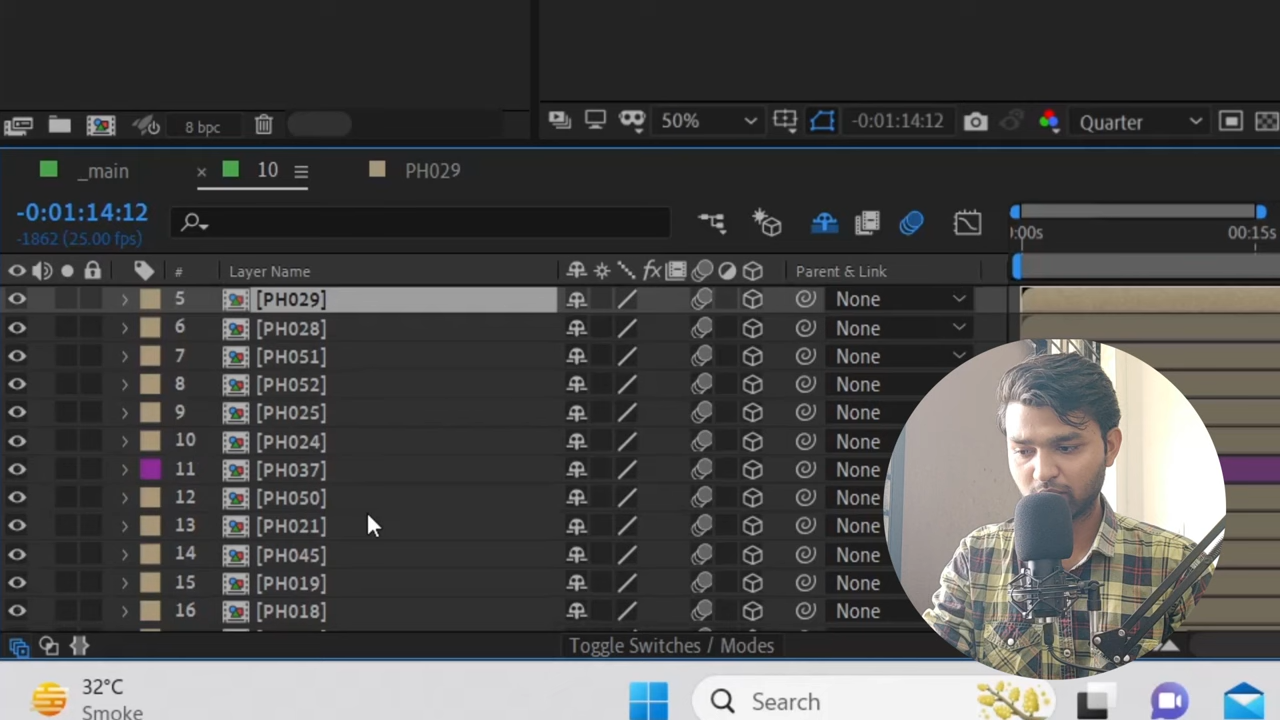 8 bpc
50%
-0:01:14:12
Quarter
_main
× 10
PH029
-0:01:14:12
-1862 (25.00 fps)
):00s
00:15s
# Layer Name
fx
Parent & Link
5 [PH029] None
6 [PH028] None
7 [PH051] None
8 [PH052] None
9 [PH025] None
10 [PH024] None
11 [PH037] None
12 [PH050] None
13 [PH021] None
14 [PH045] None
15 [PH019] None
16 [PH018] None
Toggle Switches / Modes
32°C
Smoke
Search